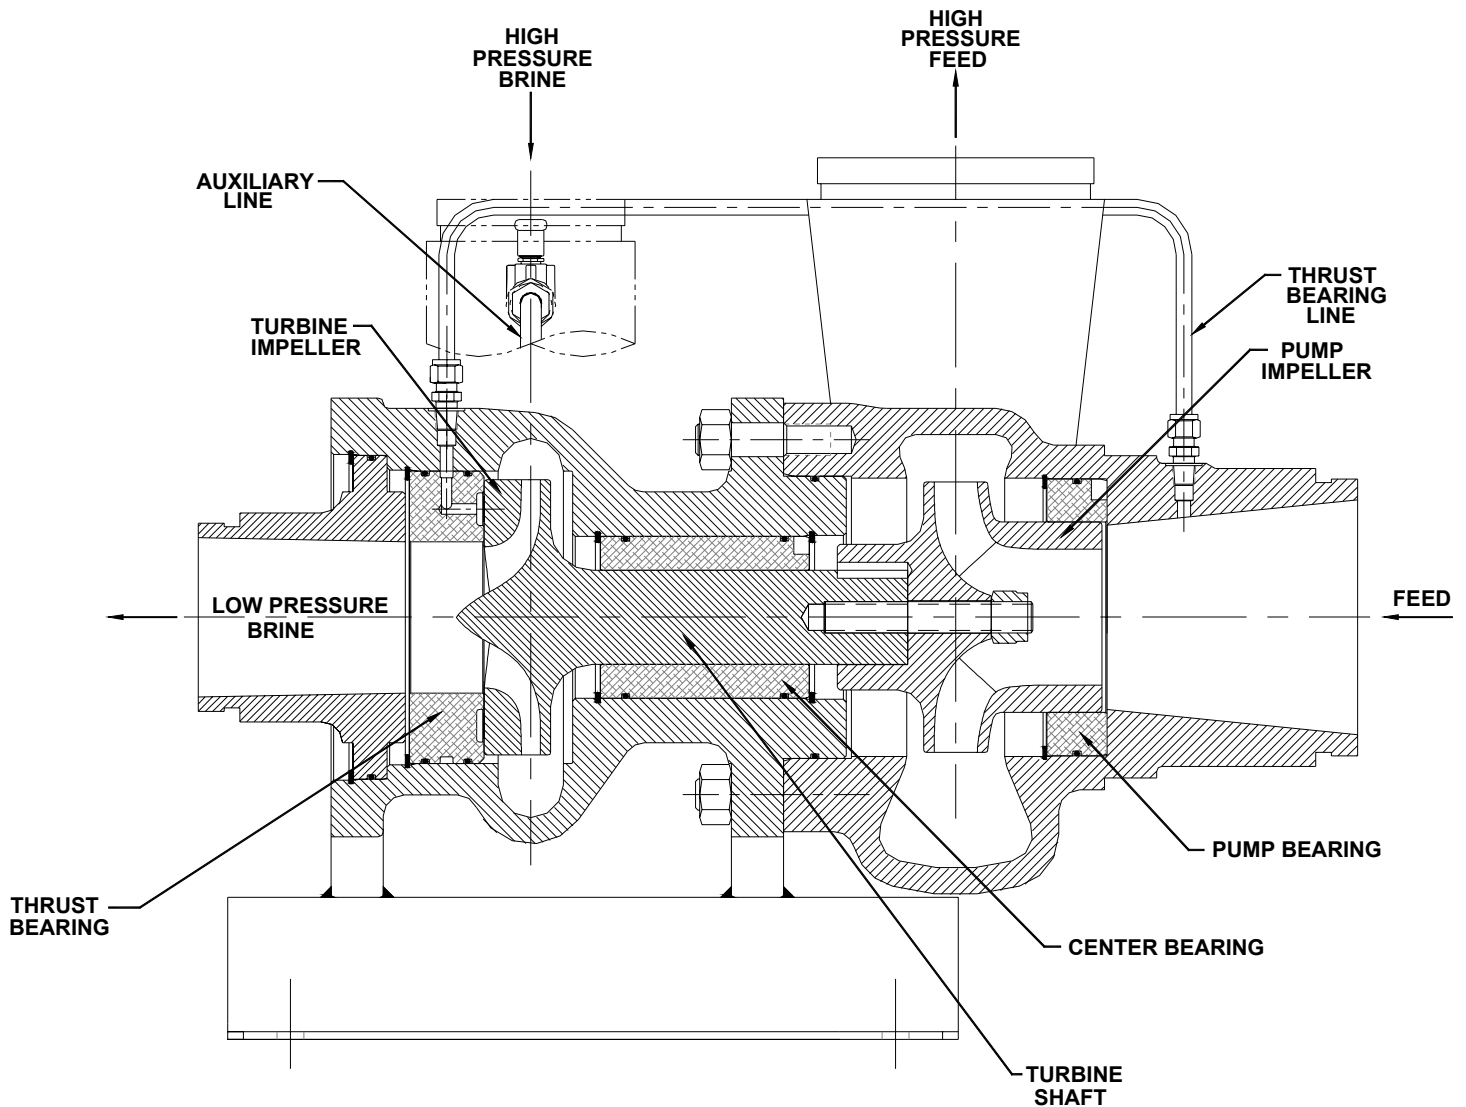 HIGH
PRESSURE
BRINE
HIGH
PRESSURE
FEED
AUXILIARY
LINE
THRUST
BEARING
LINE
TURBINE
IMPELLER
PUMP
IMPELLER
LOW PRESSURE
BRINE
FEED
PUMP BEARING
THRUST
BEARING
CENTER BEARING
TURBINE
SHAFT